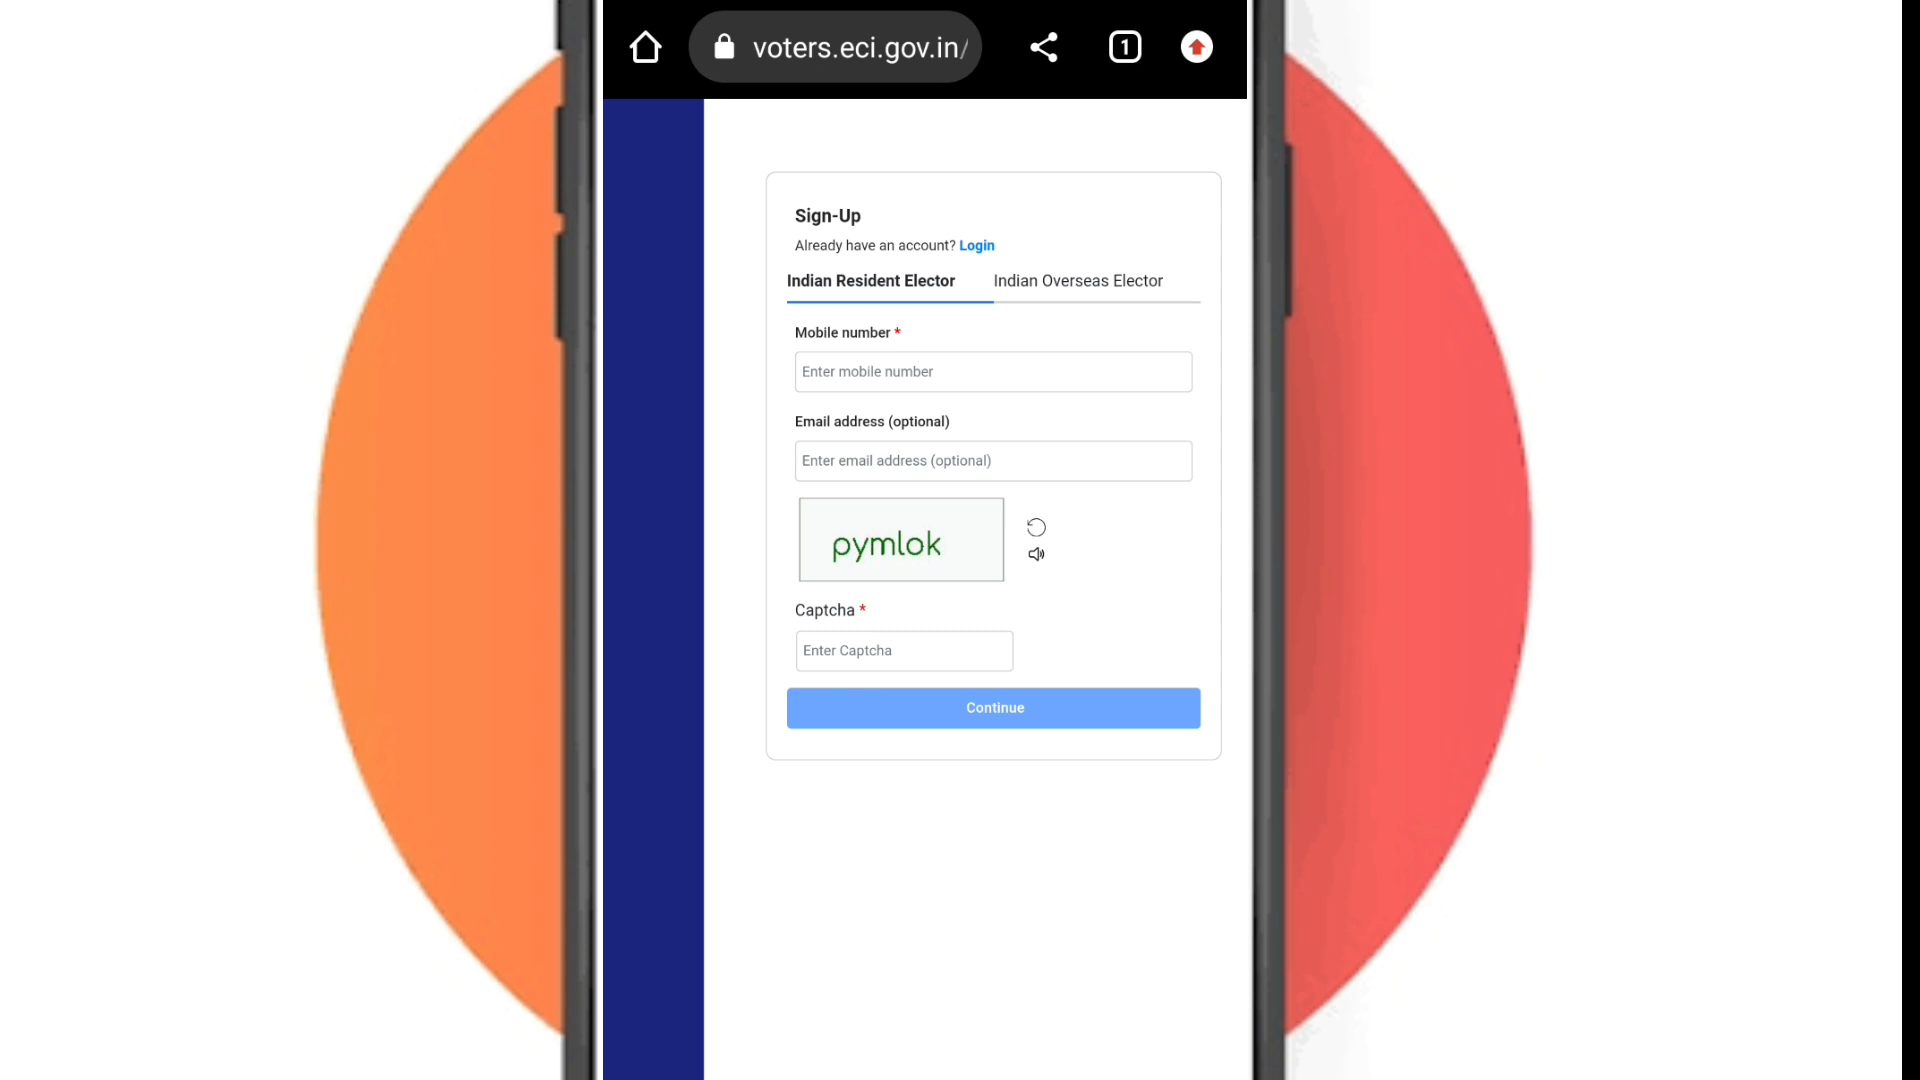 voters.eci.gov.in/
1
Sign-Up
Already have an account? Login
Indian Resident Elector
Indian Overseas Elector
Mobile number *
Enter mobile number
Email address (optional)
Enter email address (optional)
pymlok
Captcha *
Enter Captcha
Continue